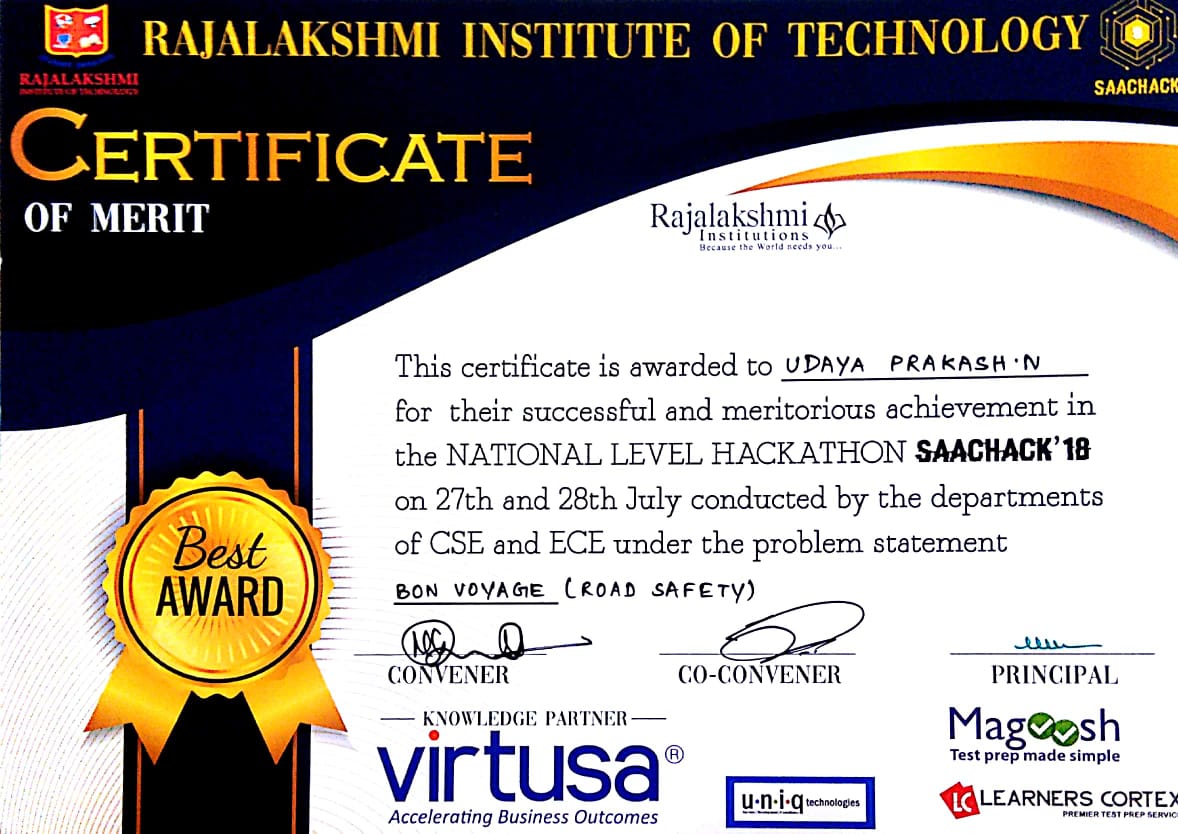 RAJALAKSHMI INSTITUTE OF TECHNOLOGY
RAJALAKSHMI
INSTITUTE OF TECHNOLOGY
SAACHACK
CERTIFICATE
OF MERIT
Rajalakshmi
Institutions
Because the World needs you...
This certificate is awarded to UDAYA PRAKASH·N
for their successful and meritorious achievement in
the NATIONAL LEVEL HACKATHON SAACHACK'18
on 27th and 28th July conducted by the departments
of CSE and ECE under the problem statement
BON VOYAGE (ROAD SAFETY)
Best
AWARD
CONVENER
CO-CONVENER
PRINCIPAL
KNOWLEDGE PARTNER
virtusa®
Accelerating Business Outcomes
u·n·i·q technologies
Magoosh
Test prep made simple
LC LEARNERS CORTEX
PREMIER TEST PREP SERVIC